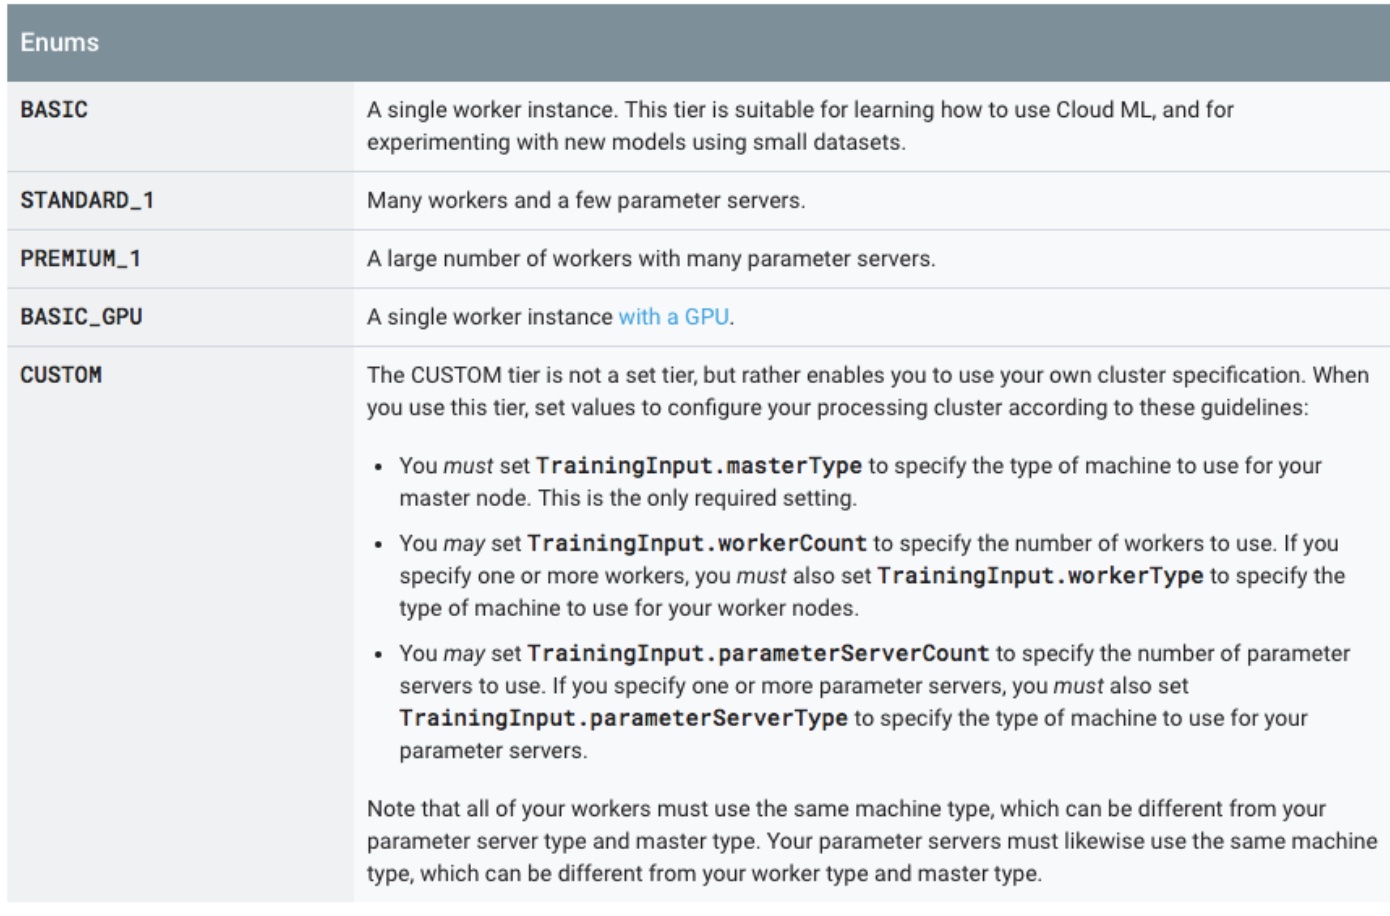 Enums
BASIC
A single worker instance. This tier is suitable for learning how to use Cloud ML, and for
experimenting with new models using small datasets.
STANDARD_1
Many workers and a few parameter servers.
PREMIUM_1
A large number of workers with many parameter servers.
BASIC_GPU
A single worker instance with a GPU.
CUSTOM
The CUSTOM tier is not a set tier, but rather enables you to use your own cluster specification. When
you use this tier, set values to configure your processing cluster according to these guidelines:
• You must set TrainingInput.masterType to specify the type of machine to use for your
master node. This is the only required setting.
• You may set TrainingInput.workerCount to specify the number of workers to use. If you
specify one or more workers, you must also set TrainingInput.workerType to specify the
type of machine to use for your worker nodes.
• You may set TrainingInput.parameterServerCount to specify the number of parameter
servers to use. If you specify one or more parameter servers, you must also set
TrainingInput.parameterServerType to specify the type of machine to use for your
parameter servers.
Note that all of your workers must use the same machine type, which can be different from your
parameter server type and master type. Your parameter servers must likewise use the same machine
type, which can be different from your worker type and master type.